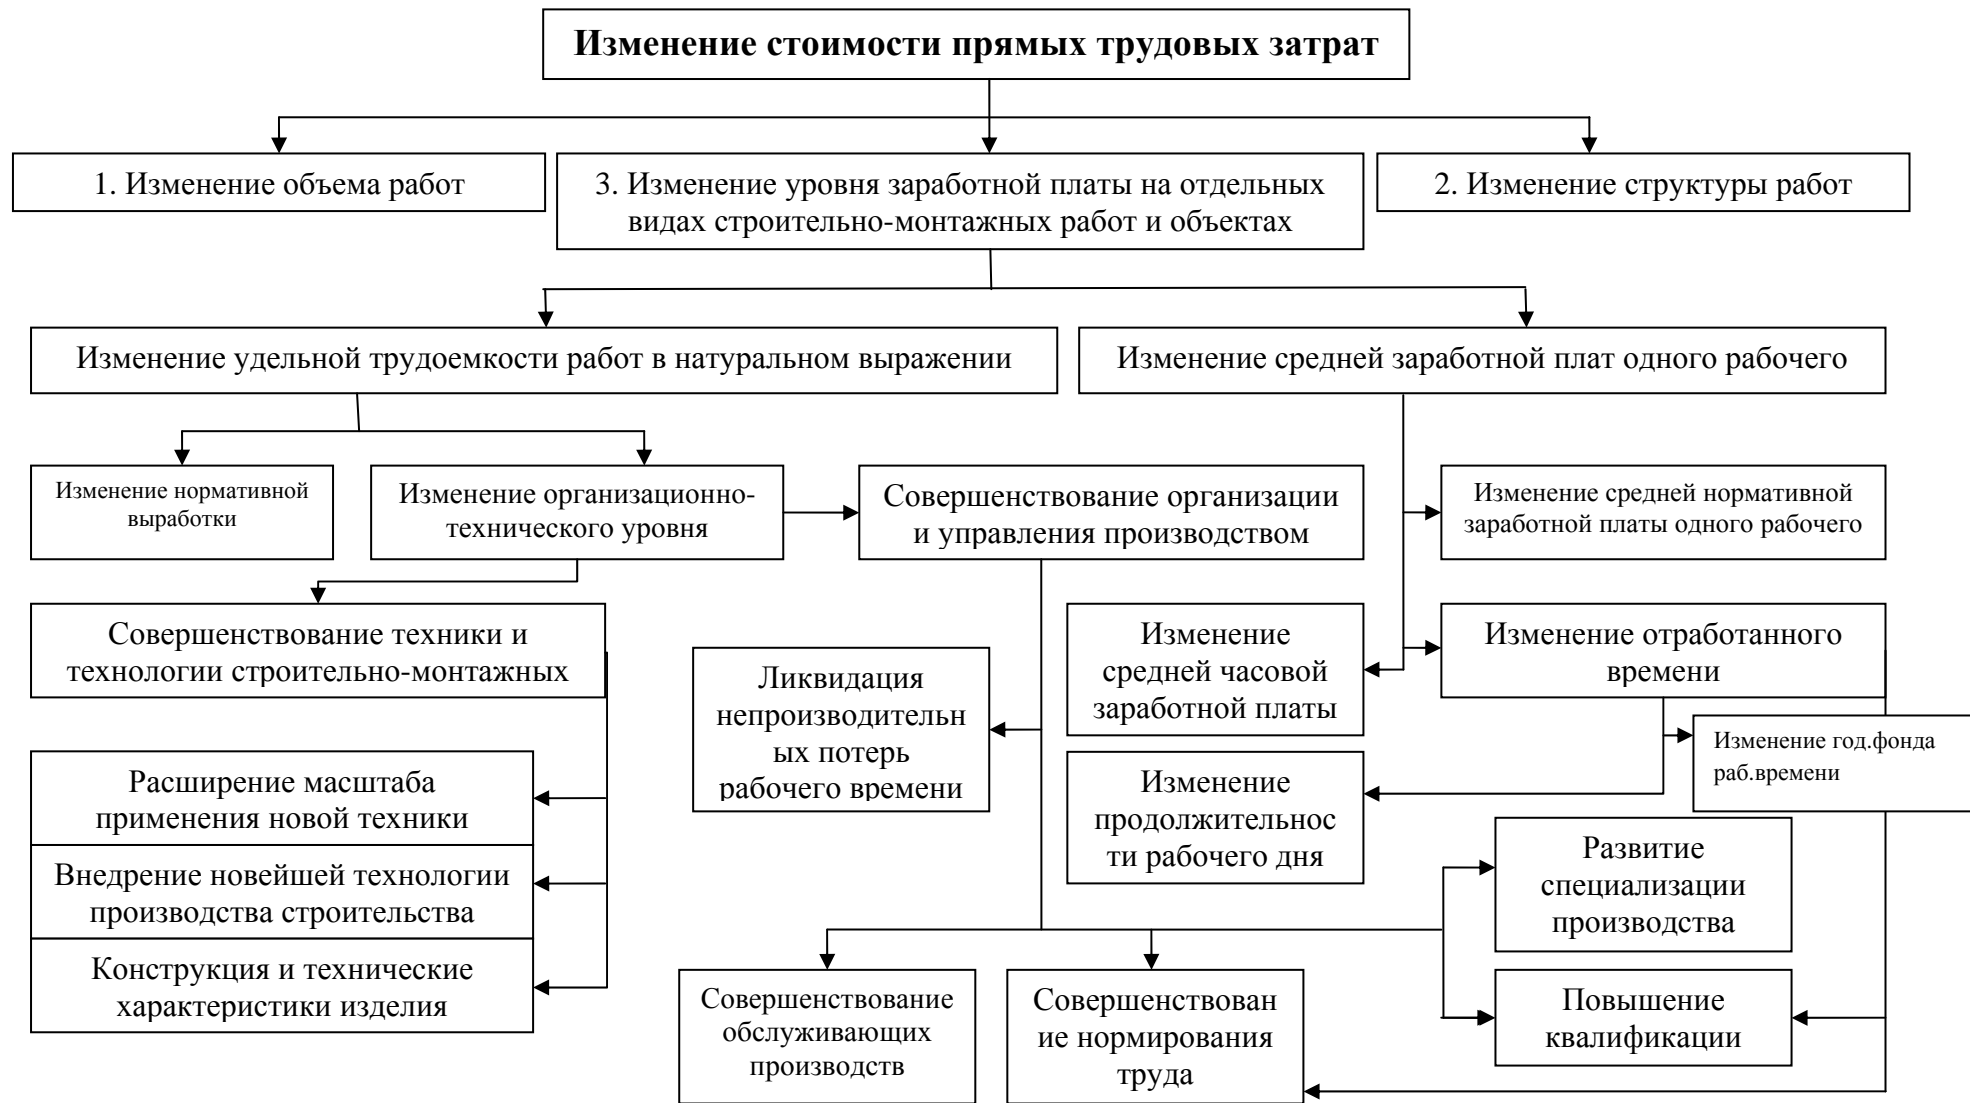 Изменение стоимости прямых трудовых затрат
1. Изменение объема работ
3. Изменение уровня заработной платы на отдельных
видах строительно-монтажных работ и объектах
2. Изменение структуры работ
Изменение удельной трудоемкости работ в натуральном выражении
Изменение средней заработной плат одного рабочего
Изменение нормативной
выработки
Изменение организационно-
технического уровня
Совершенствование организации
и управления производством
Изменение средней нормативной
заработной платы одного рабочего
Совершенствование техники и
технологии строительно-монтажных
Ликвидация
непроизводительн
ых потерь
рабочего времени
Изменение
средней часовой
заработной платы
Изменение отработанного
времени
Изменение год.фонда
раб.времени
Расширение масштаба
применения новой техники
Внедрение новейшей технологии
производства строительства
Конструкция и технические
характеристики изделия
Изменение
продолжительнос
ти рабочего дня
Развитие
специализации
производства
Совершенствование
обслуживающих
производств
Совершенствован
ие нормирования
труда
Повышение
квалификации